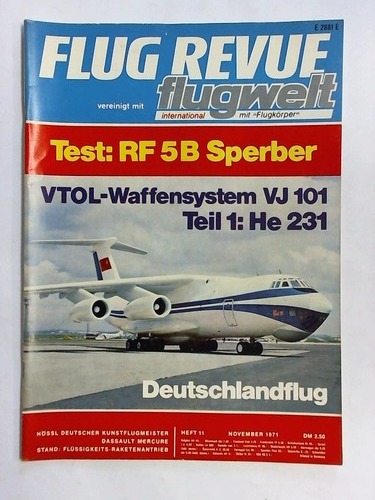 E 2881 E
FLUG REVUE
vereinigt mit flugwelt
international mit "Flugkörper"
Test: RF 5B Sperber
VTOL-Waffensystem VJ 101
Teil 1: He 231
Deutschlandflug
HÖSSL DEUTSCHER KUNSTFLUGMEISTER
DASSAULT MERCURE
STAND: FLÜSSIGKEITS-RAKETENANTRIEB
HEFT 11 NOVEMBER 1971 DM 2,50